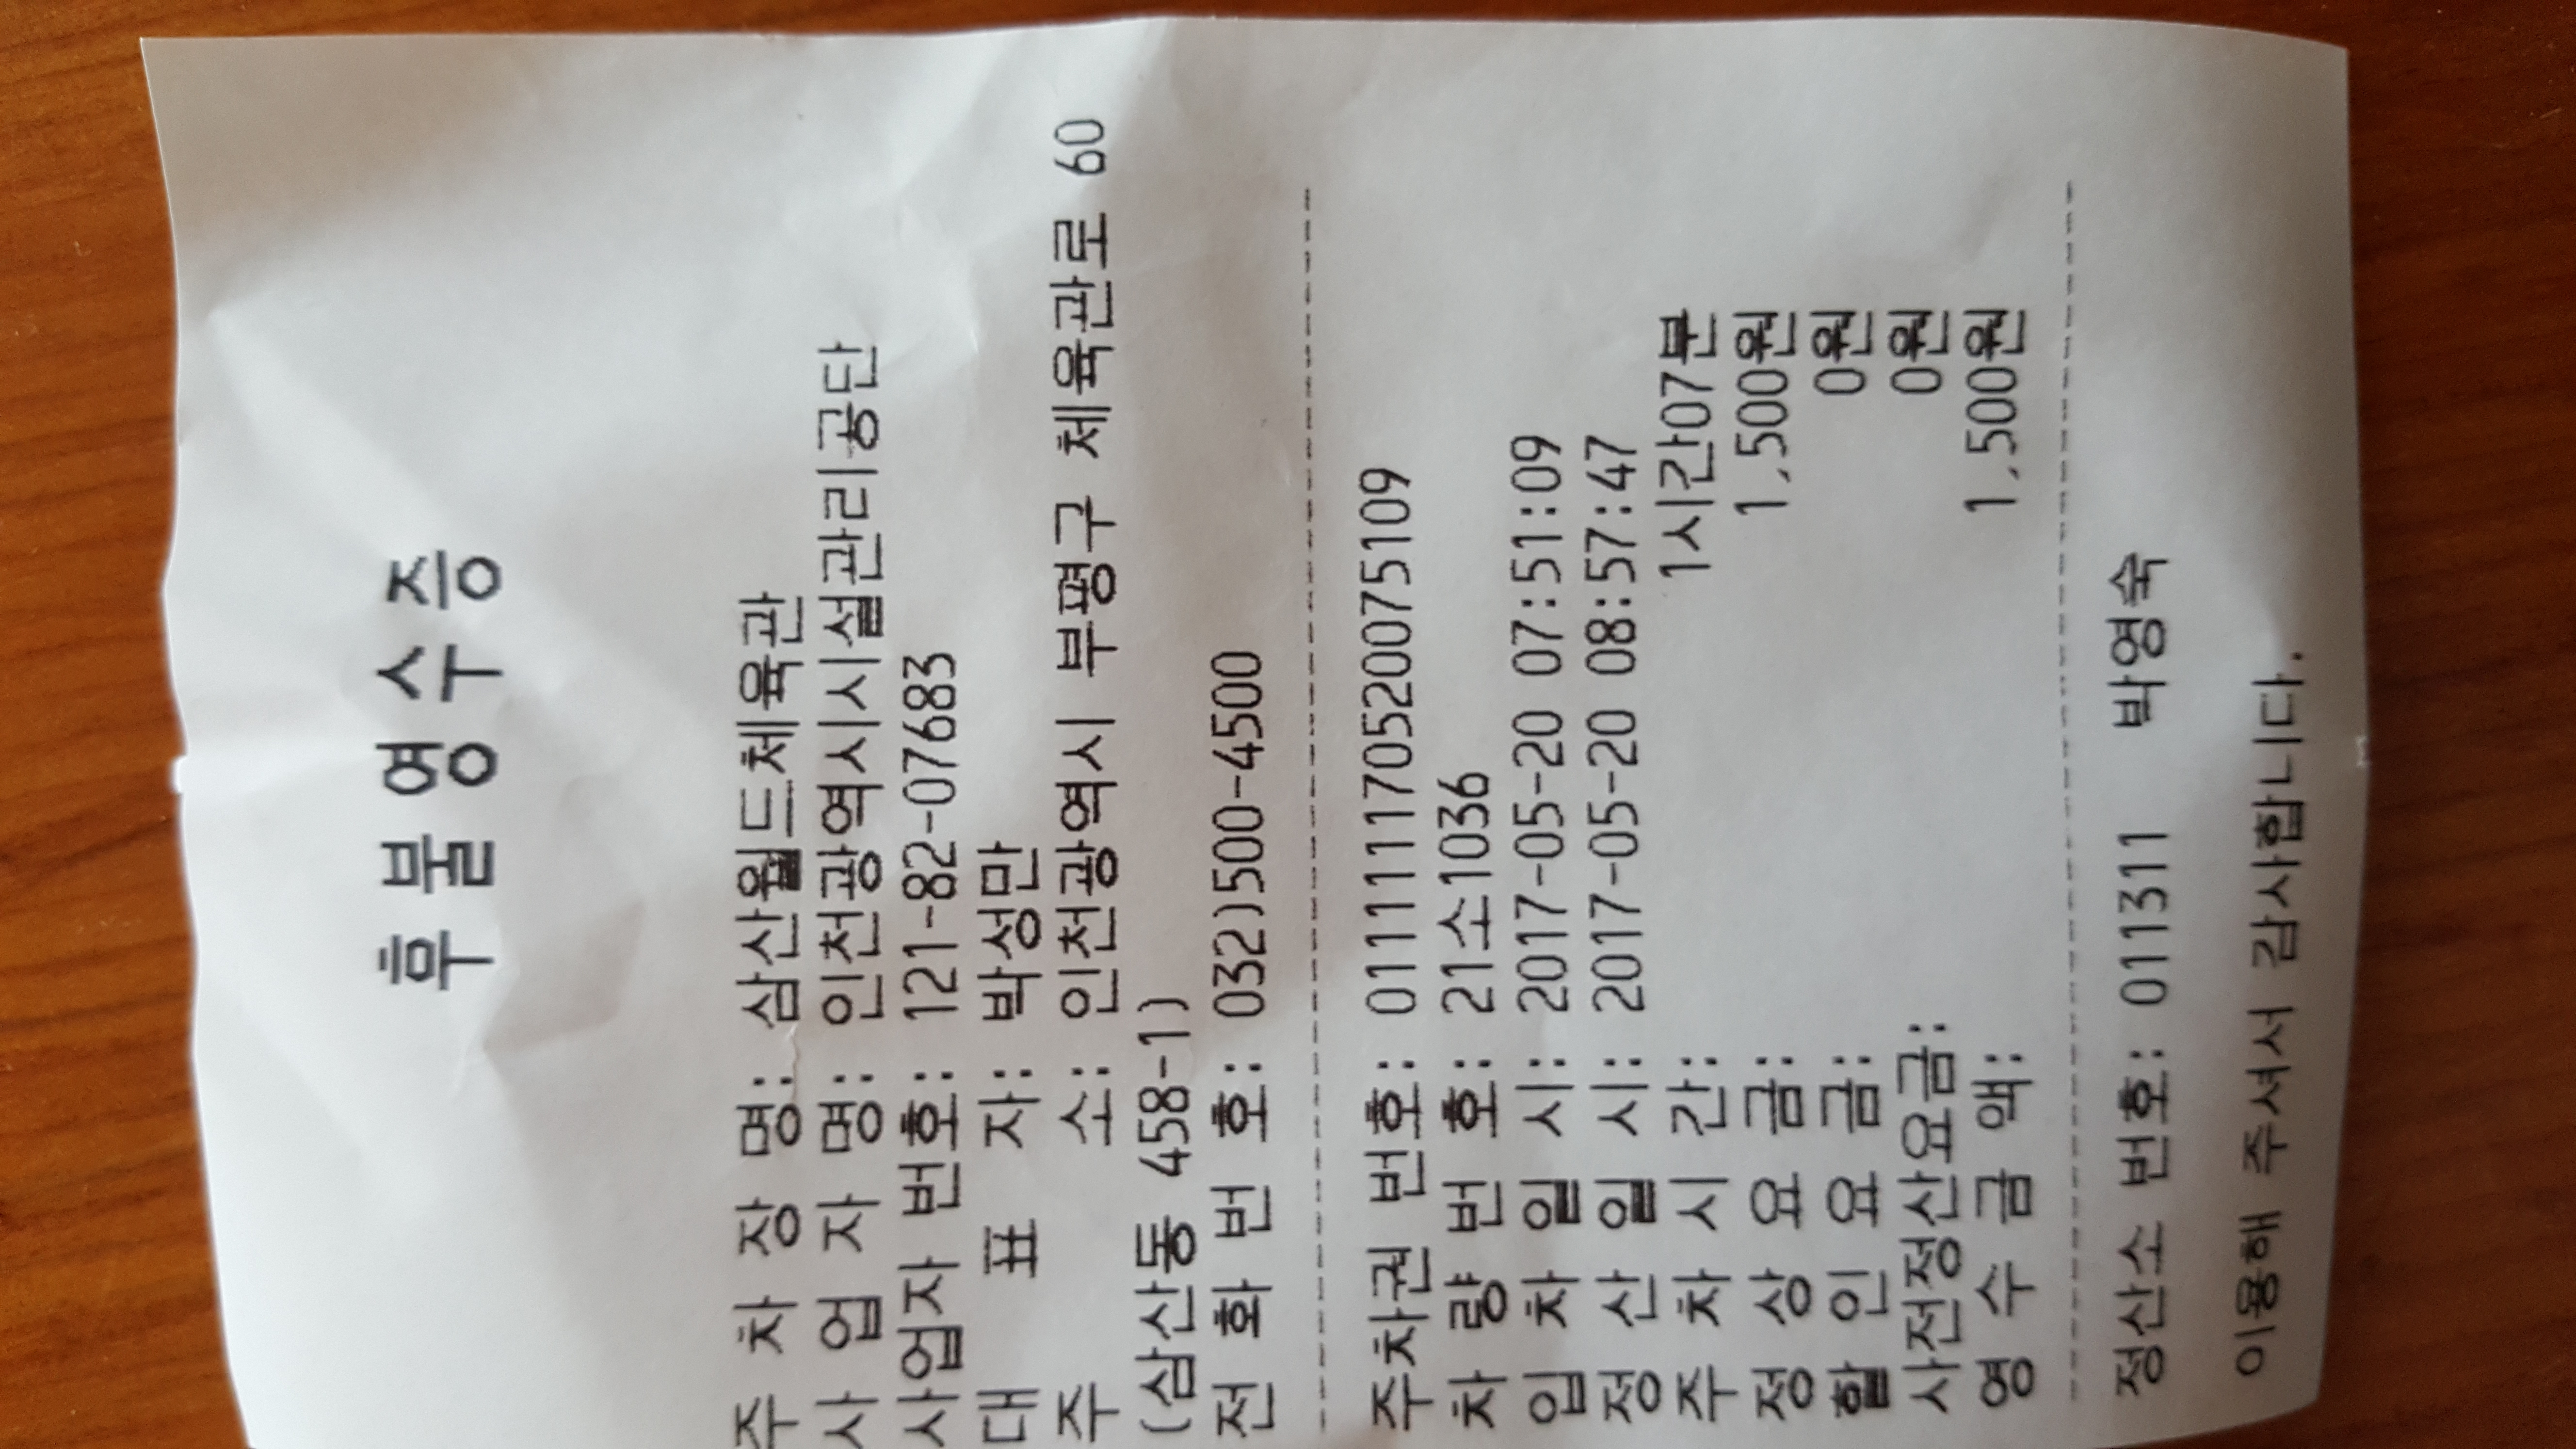 후불영수증
주 차 장 명: 삼산월드체육관
사 업 자 명: 인천광역시시설관리공단
사업자 번호: 121-82-07683
대 표 자: 박성만
주 소: 인천광역시 부평구 체육관로 60
(삼산동 458-1)
전 화 번 호: 032)500-4500
주차권 번호: 0111111705200751​09
차 량 번 호: 21소1036
입 차 일 시: 2017-05-20 07:51:09
정 산 일 시: 2017-05-20 08:57:47
주 차 시 간: 1시간07분
정 상 요 금: 1,500원
할 인 요 금: 0원
사전정산요금: 0원
영 수 금 액: 1,500원
정산소 번호: 011311 박영숙
이용해 주셔서 감사합니다.